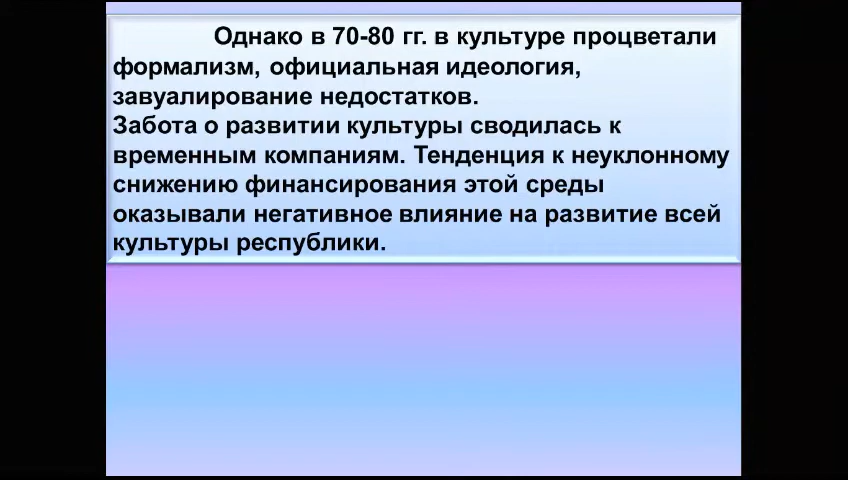 Однако в 70-80 гг. в культуре процветали
формализм, официальная идеология,
завуалирование недостатков.
Забота о развитии культуры сводилась к
временным компаниям. Тенденция к неуклонному
снижению финансирования этой среды
оказывали негативное влияние на развитие всей
культуры республики.